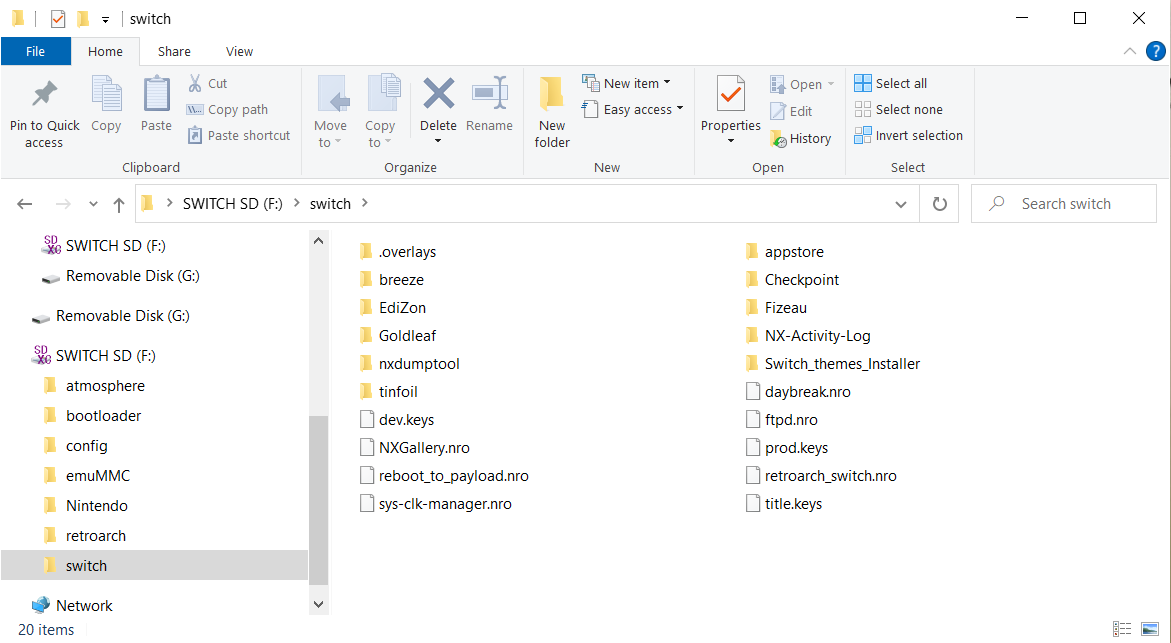 switch
File Home Share View
Pin to Quick access
Copy
Paste
Cut
Copy path
Paste shortcut
Clipboard
Move to
Copy to
Delete
Rename
Organize
New folder
New item
Easy access
New
Properties
Open
Edit
History
Open
Select all
Select none
Invert selection
Select
SWITCH SD (F:) switch
Search switch
SWITCH SD (F:)
Removable Disk (G:)
Removable Disk (G:)
SWITCH SD (F:)
atmosphere
bootloader
config
emuMMC
Nintendo
retroarch
switch
Network
.overlays appstore
breeze Checkpoint
EdiZon Fizeau
Goldleaf NX-Activity-Log
nxdumptool Switch_themes_Installer
tinfoil daybreak.nro
dev.keys ftpd.nro
NXGallery.nro prod.keys
reboot_to_payload.nro retroarch_switch.nro
sys-clk-manager.nro title.keys
20 items